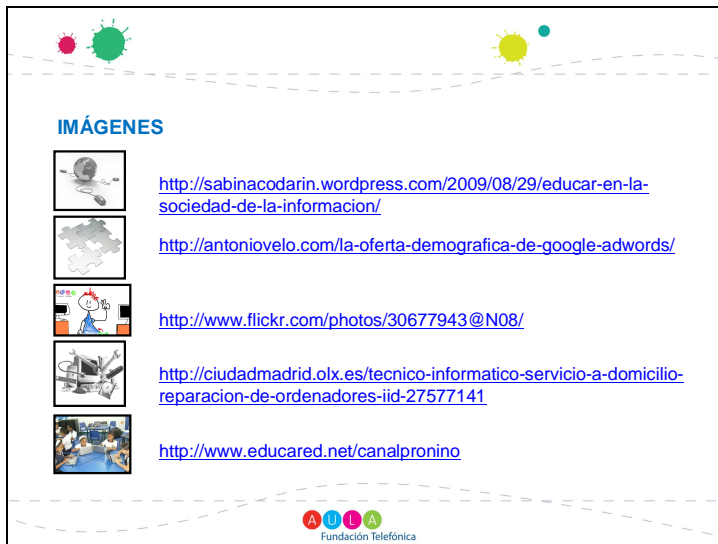 IMÁGENES
http://sabinacodarin.wordpress.com/2009/08/29/educar-en-la-
sociedad-de-la-informacion/
http://antoniovelo.com/la-oferta-demografica-de-google-adwords/
http://www.flickr.com/photos/30677943@N08/
http://ciudadmadrid.olx.es/tecnico-informatico-servicio-a-domicilio-
reparacion-de-ordenadores-iid-27577141
http://www.educared.net/canalpronino
AULA
Fundación Telefónica